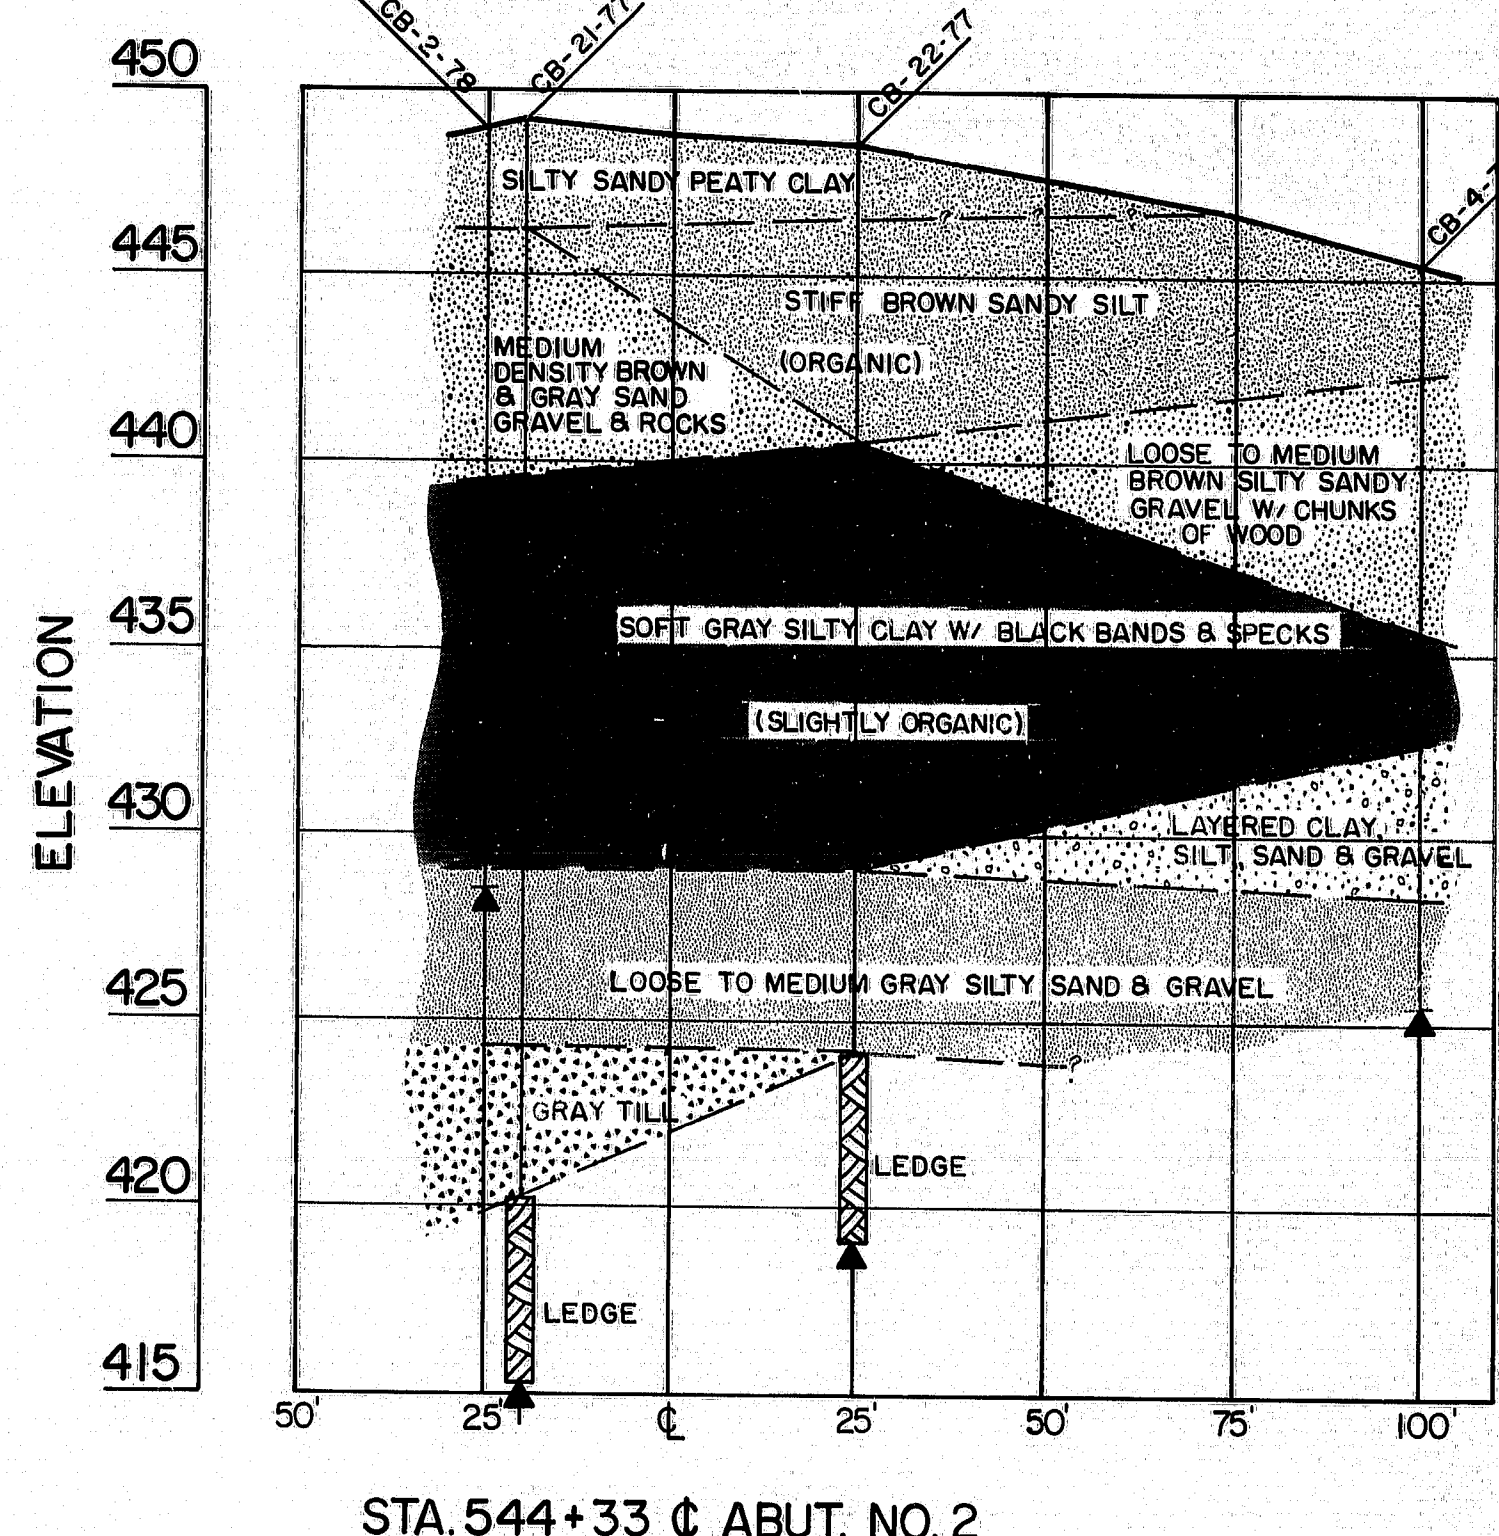 CB-2-78
CB-21-77
CB-22-77
CB-4-
450
445
440
435
430
425
420
415
ELEVATION
SILTY SANDY PEATY CLAY
? ? ?
STIFF BROWN SANDY SILT
(ORGANIC)
MEDIUM
DENSITY BROWN
& GRAY SAND
GRAVEL & ROCKS
LOOSE TO MEDIUM
BROWN SILTY SANDY
GRAVEL W/ CHUNKS
OF WOOD
SOFT GRAY SILTY CLAY W/ BLACK BANDS & SPECKS
(SLIGHTLY ORGANIC)
LAYERED CLAY,
SILT, SAND & GRAVEL
LOOSE TO MEDIUM GRAY SILTY SAND & GRAVEL
?
GRAY TILL
LEDGE
LEDGE
50' 25' ℄ 25' 50' 75' 100'
STA. 544+33 ℄ ABUT. NO. 2